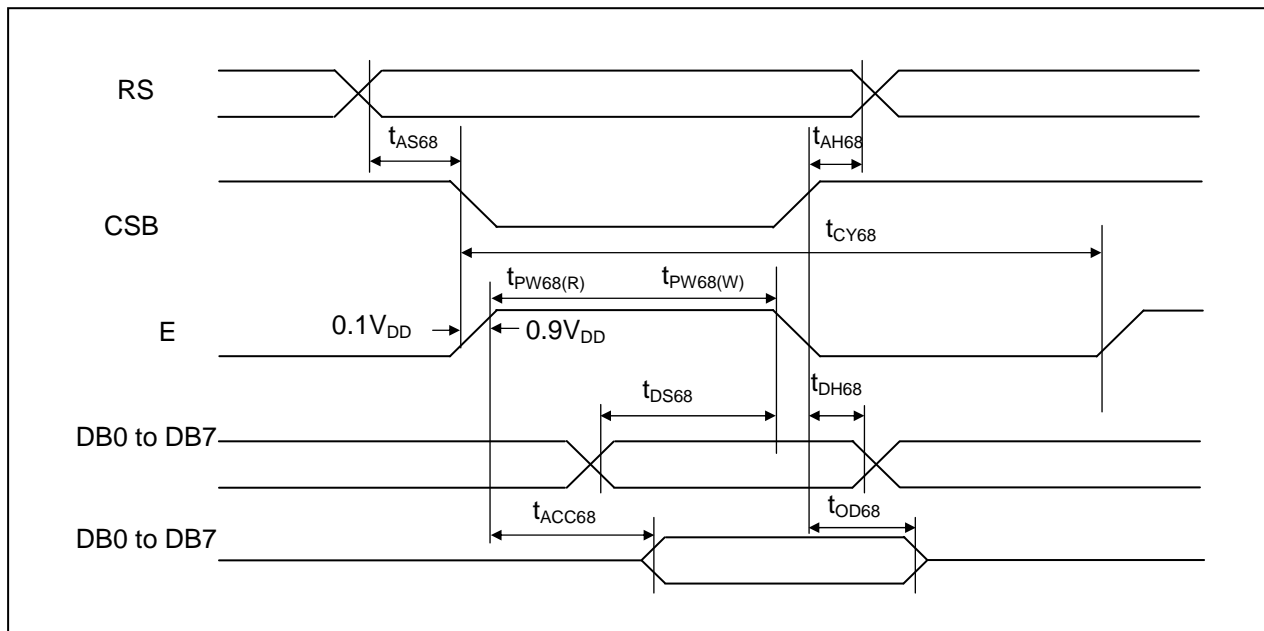 RS
tAS68
tAH68
CSB
tCY68
tPW68(R)
tPW68(W)
E
0.1VDD
0.9VDD
tDS68
tDH68
DB0 to DB7
tACC68
tOD68
DB0 to DB7